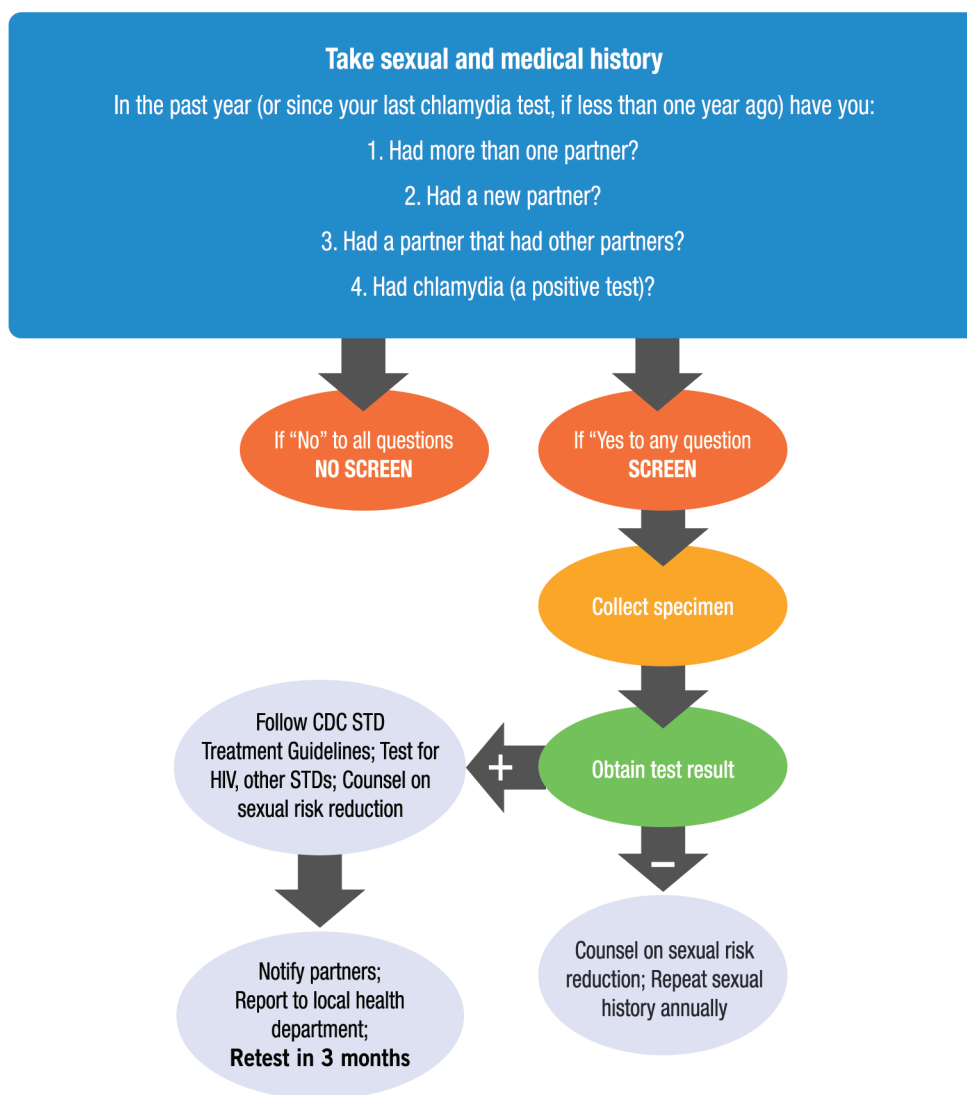 Take sexual and medical history
In the past year (or since your last chlamydia test, if less than one year ago) have you:
1. Had more than one partner?
2. Had a new partner?
3. Had a partner that had other partners?
4. Had chlamydia (a positive test)?
If “No” to all questions
NO SCREEN
If “Yes to any question
SCREEN
Collect specimen
Obtain test result
+
Follow CDC STD
Treatment Guidelines; Test for
HIV, other STDs; Counsel on
sexual risk reduction
Notify partners;
Report to local health
department;
Retest in 3 months
–
Counsel on sexual risk
reduction; Repeat sexual
history annually